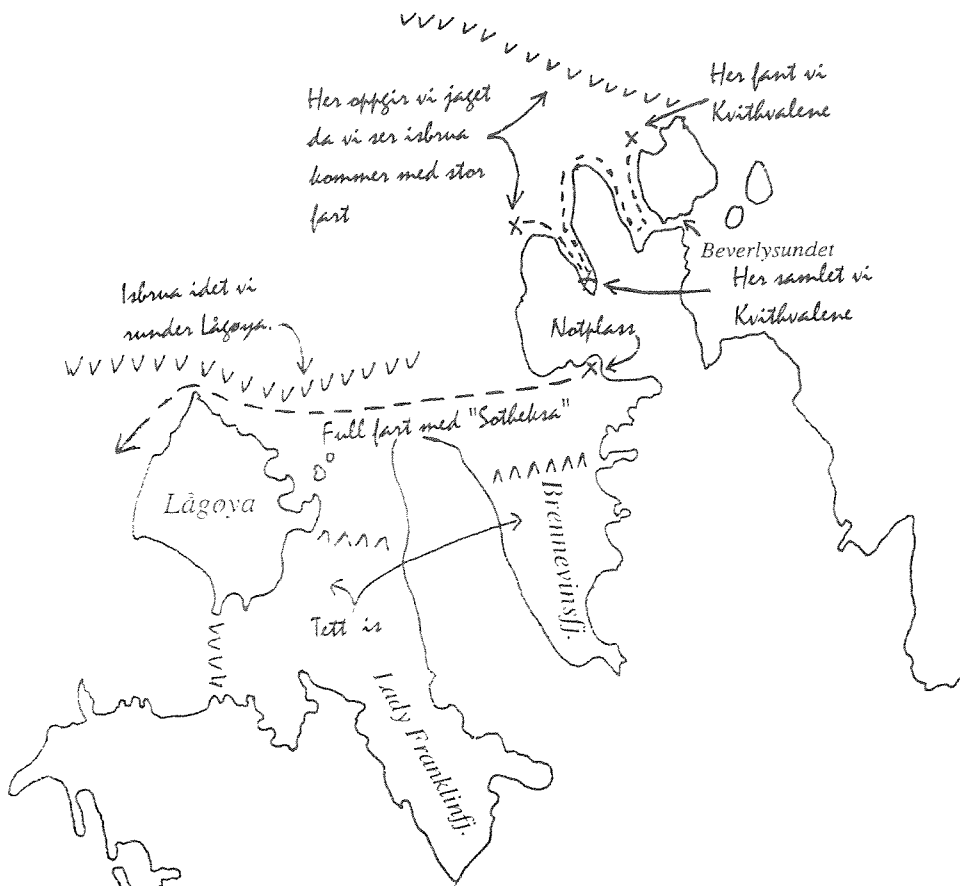 Her fant vi
Kvithvalene
Her oppgir vi jaget
da vi ser isbrua
kommer med stor
fart
Beverlysundet
Her samlet vi
Kvithvalene
Isbrua idet vi
runder Lågøya.
Notplass
Full fart med "Sotheksa"
Lågøya
Brennevinsfj.
Tett is
Lady Franklinfj.